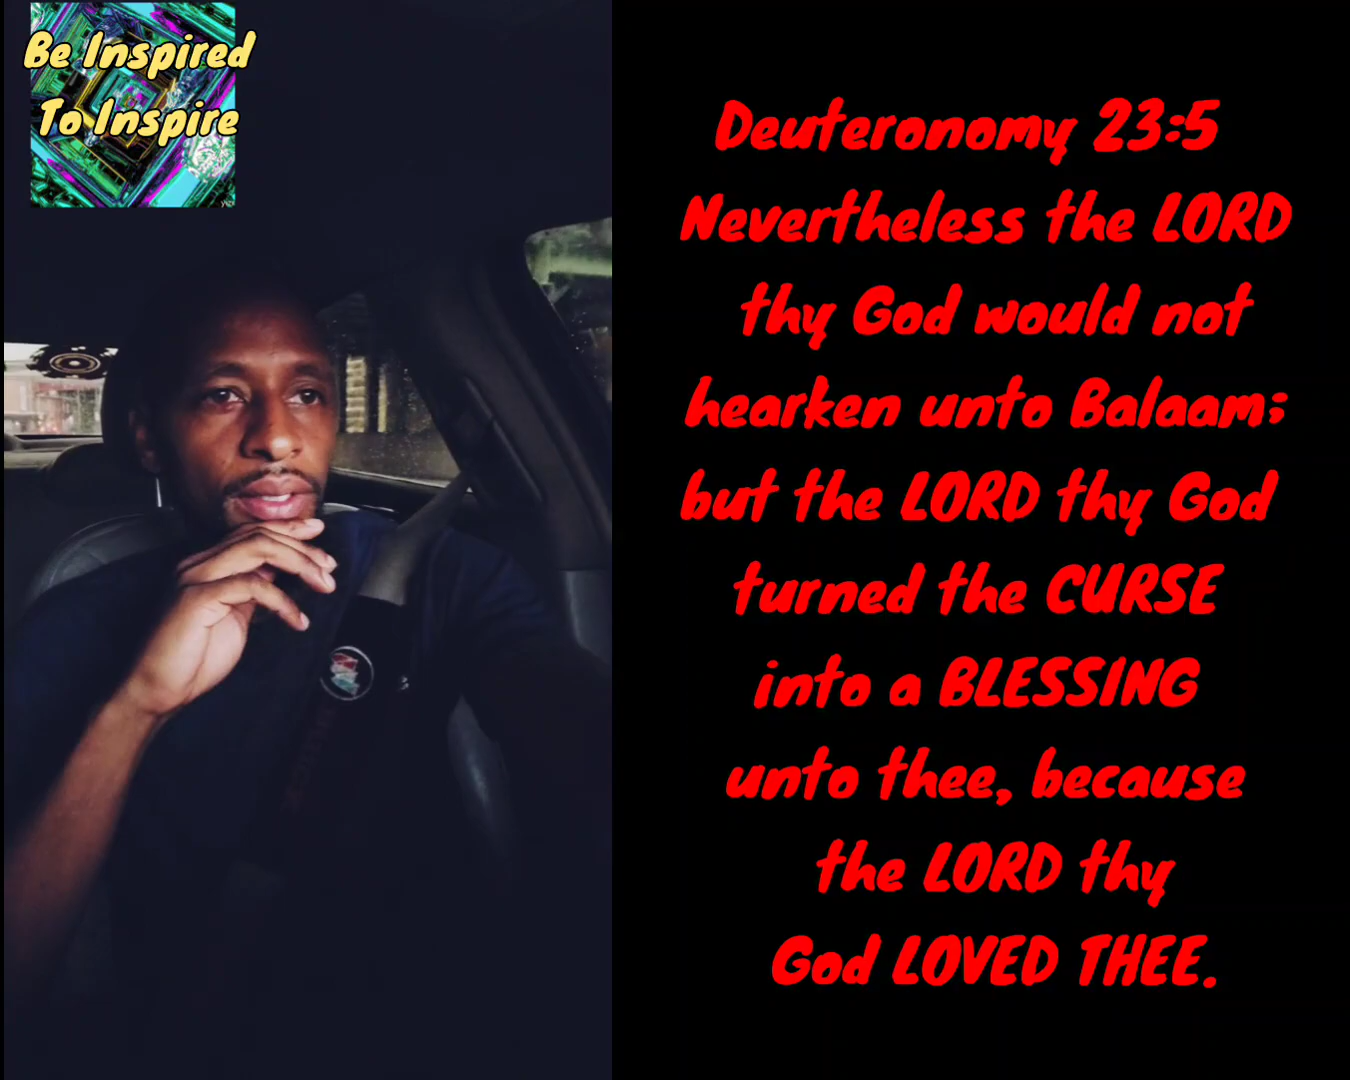 Be Inspired
To Inspire
Deuteronomy 23:5
Nevertheless the LORD
thy God would not
hearken unto Balaam;
but the LORD thy God
turned the CURSE
into a BLESSING
unto thee, because
the LORD thy
God LOVED THEE.